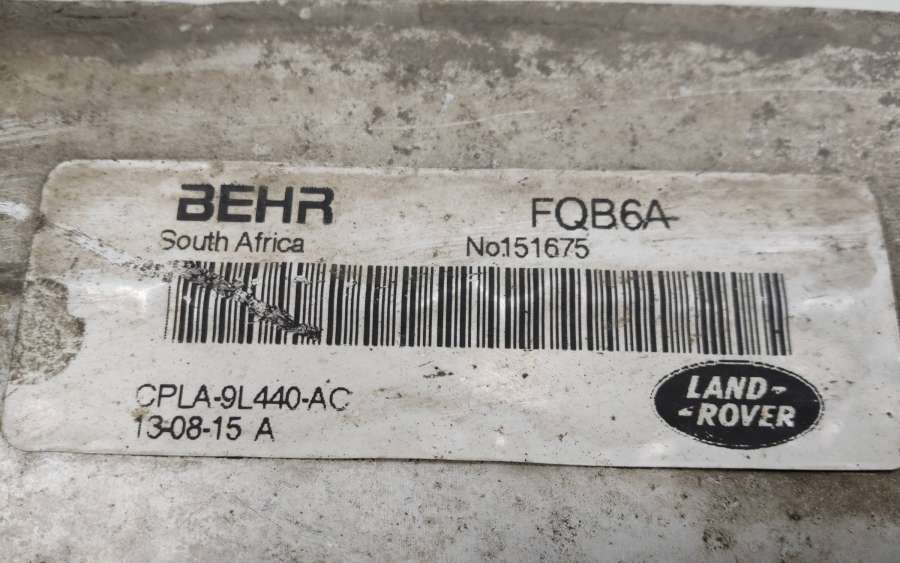 BEHR
FQB6A
South Africa
No151675
CPLA-9L440-AC
13-08-15 A
LAND-
-ROVER